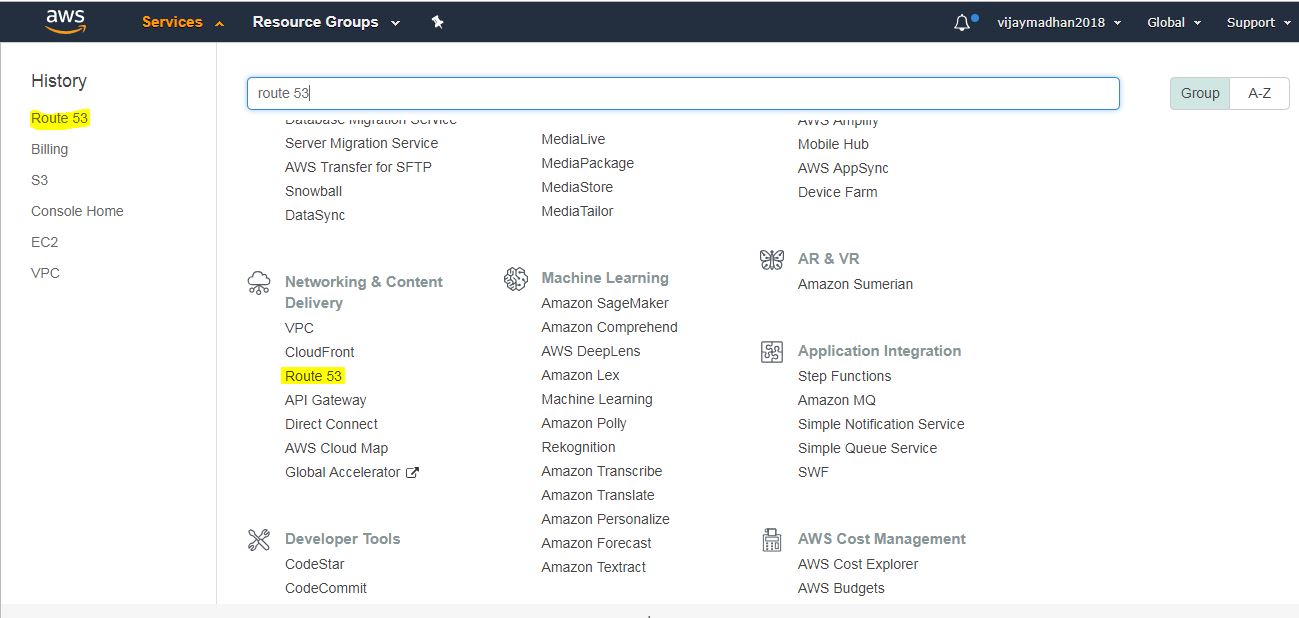 aws
Services
Resource Groups
vijaymadhan2018
Global
Support
History
Route 53
Billing
S3
Console Home
EC2
VPC
route 53
Group
A-Z
Database Migration Service
Server Migration Service
AWS Transfer for SFTP
Snowball
DataSync
Networking & Content
Delivery
VPC
CloudFront
Route 53
API Gateway
Direct Connect
AWS Cloud Map
Global Accelerator
Developer Tools
CodeStar
CodeCommit
MediaLive
MediaPackage
MediaStore
MediaTailor
Machine Learning
Amazon SageMaker
Amazon Comprehend
AWS DeepLens
Amazon Lex
Machine Learning
Amazon Polly
Rekognition
Amazon Transcribe
Amazon Translate
Amazon Personalize
Amazon Forecast
Amazon Textract
AWS Amplify
Mobile Hub
AWS AppSync
Device Farm
AR & VR
Amazon Sumerian
Application Integration
Step Functions
Amazon MQ
Simple Notification Service
Simple Queue Service
SWF
AWS Cost Management
AWS Cost Explorer
AWS Budgets